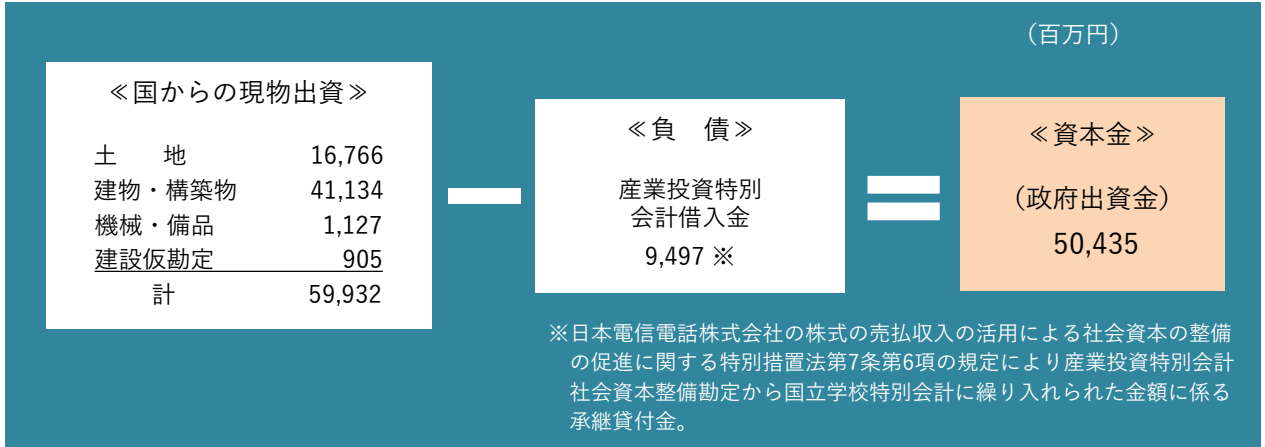 （百万円）
≪国からの現物出資≫
土　　地 16,766
建物・構築物 41,134
機械・備品 1,127
建設仮勘定 905
計 59,932
≪負　債≫
産業投資特別
会計借入金
9,497 ※
≪資本金≫
（政府出資金）
50,435
※日本電信電話株式会社の株式の売払収入の活用による社会資本の整備
の促進に関する特別措置法第7条第6項の規定により産業投資特別会計
社会資本整備勘定から国立学校特別会計に繰り入れられた金額に係る
承継貸付金。